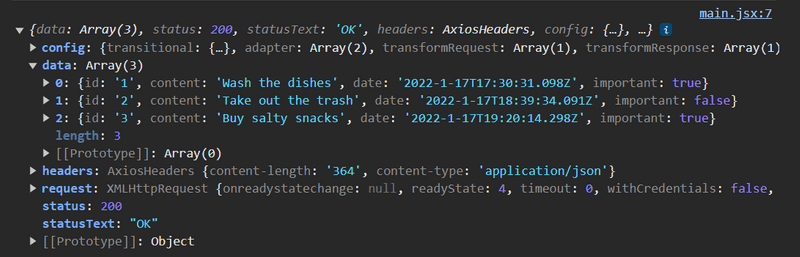 main.jsx:7
{data: Array(3), status: 200, statusText: 'OK', headers: AxiosHeaders, config: {…}, …} i
config: {transitional: {…}, adapter: Array(2), transformRequest: Array(1), transformResponse: Array(1)
data: Array(3)
0: {id: '1', content: 'Wash the dishes', date: '2022-1-17T17:30:31.098Z', important: true}
1: {id: '2', content: 'Take out the trash', date: '2022-1-17T18:39:34.091Z', important: false}
2: {id: '3', content: 'Buy salty snacks', date: '2022-1-17T19:20:14.298Z', important: true}
length: 3
[[Prototype]]: Array(0)
headers: AxiosHeaders {content-length: '364', content-type: 'application/json'}
request: XMLHttpRequest {onreadystatechange: null, readyState: 4, timeout: 0, withCredentials: false,
status: 200
statusText: "OK"
[[Prototype]]: Object